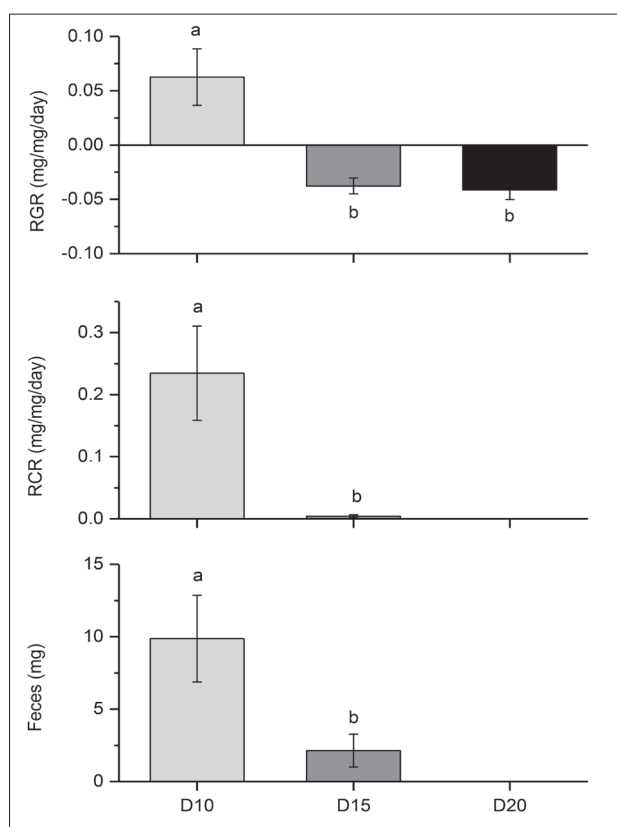 0.10
a
0.05
0.00
-0.05
b
b
-0.10
RGR (mg/mg/day)
a
0.3
0.2
0.1
b
0.0
RCR (mg/mg/day)
15
a
10
5
b
0
Feces (mg)
D10 D15 D20